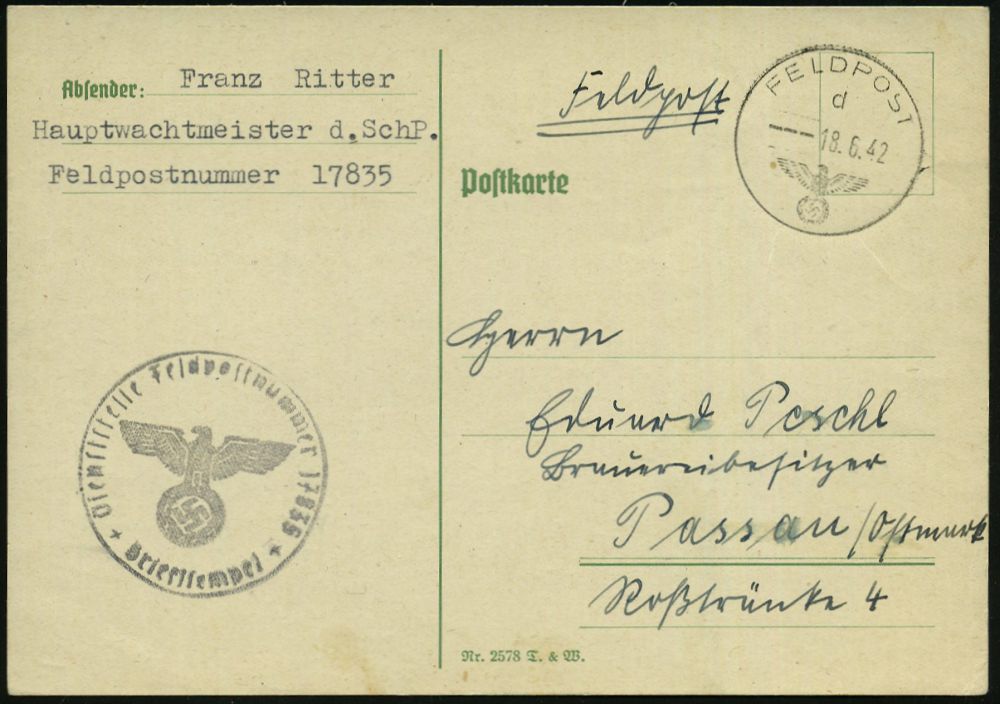 Absender: Franz Ritter
Hauptwachtmeister d.SchP.
Feldpostnummer 17835
Feldpost
FELDPOST
d
18.6.42
Postkarte
Herrn
Eduard Peschl
Brauereibesitzer
Passau /Ostmark
Roßtränke 4
Dienststelle Feldpostnummer 17835
Briefstempel
Nr. 2578 T. & W.